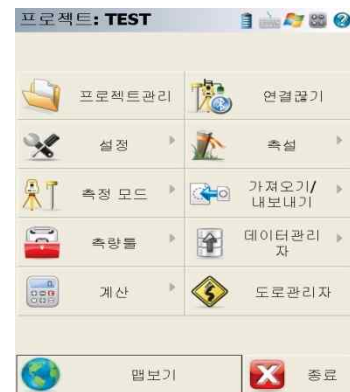 프로젝트: TEST
프로젝트관리
연결끊기
설정
측설
측정 모드
가져오기/
내보내기
측량툴
데이터관리
자
계산
도로관리자
맵보기
종료